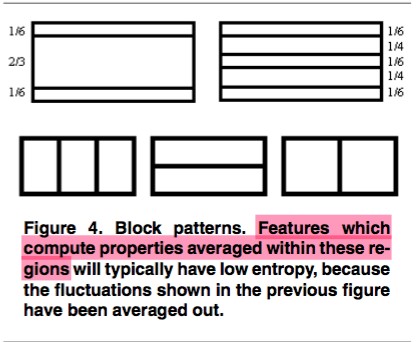 1/6
2/3
1/6
1/6
1/4
1/6
1/4
1/6
Figure 4. Block patterns. Features which
compute properties averaged within these re-
gions will typically have low entropy, because
the fluctuations shown in the previous figure
have been averaged out.